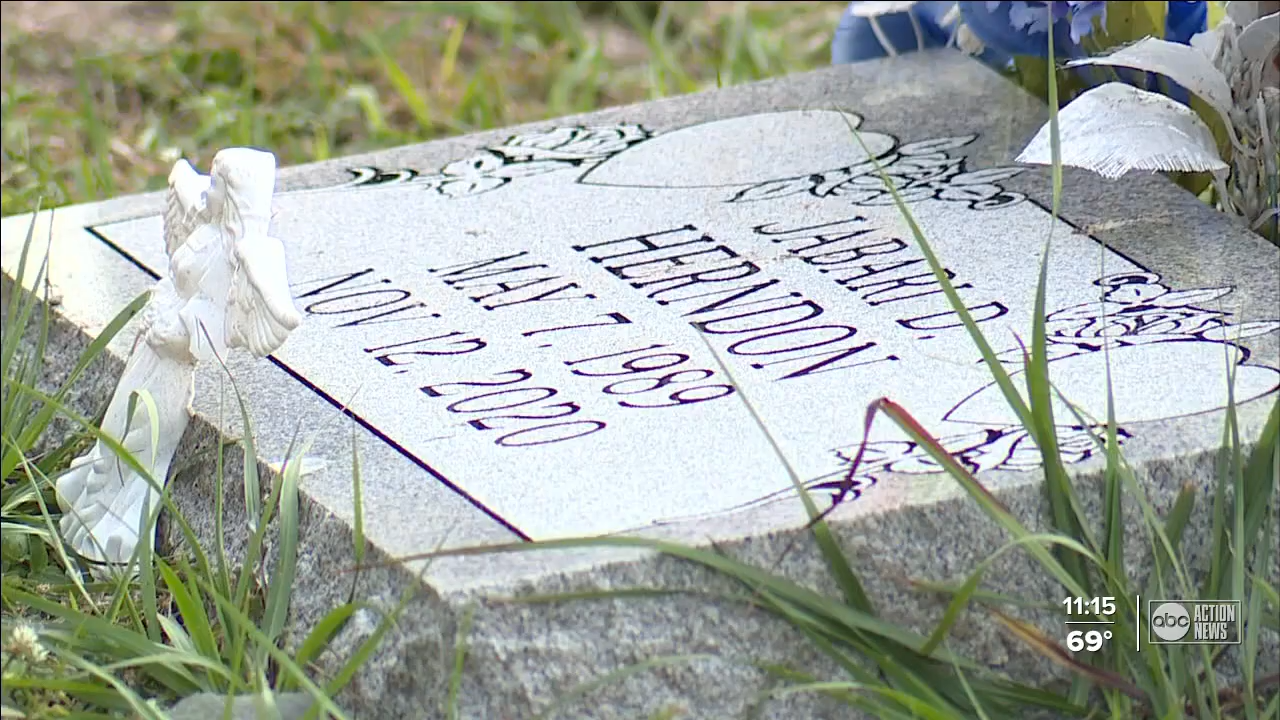 JABARI D.
HERNDON
MAY 7, 1989
NOV 12, 2020
11:15
69°
abc ACTION
NEWS